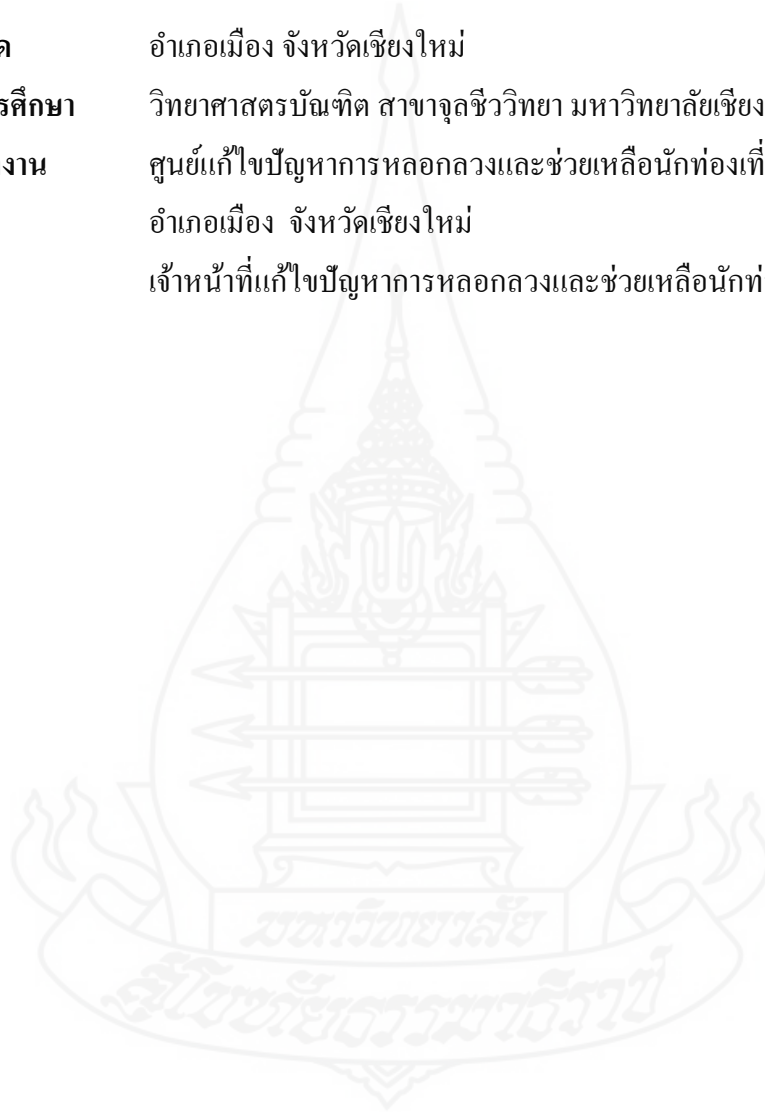 ด อำเภอเมือง จังหวัดเชียงใหม่
รศึกษา วิทยาศาสตรบัณฑิต สาขาจุลชีววิทยา มหาวิทยาลัยเชียง
งาน ศูนย์แก้ไขปัญหาการหลอกลวงและช่วยเหลือนักท่องเที่
อำเภอเมือง จังหวัดเชียงใหม่
เจ้าหน้าที่แก้ไขปัญหาการหลอกลวงและช่วยเหลือนักท่
มหาวิทยาลัย
สุโขทัยธรรมาธิราช